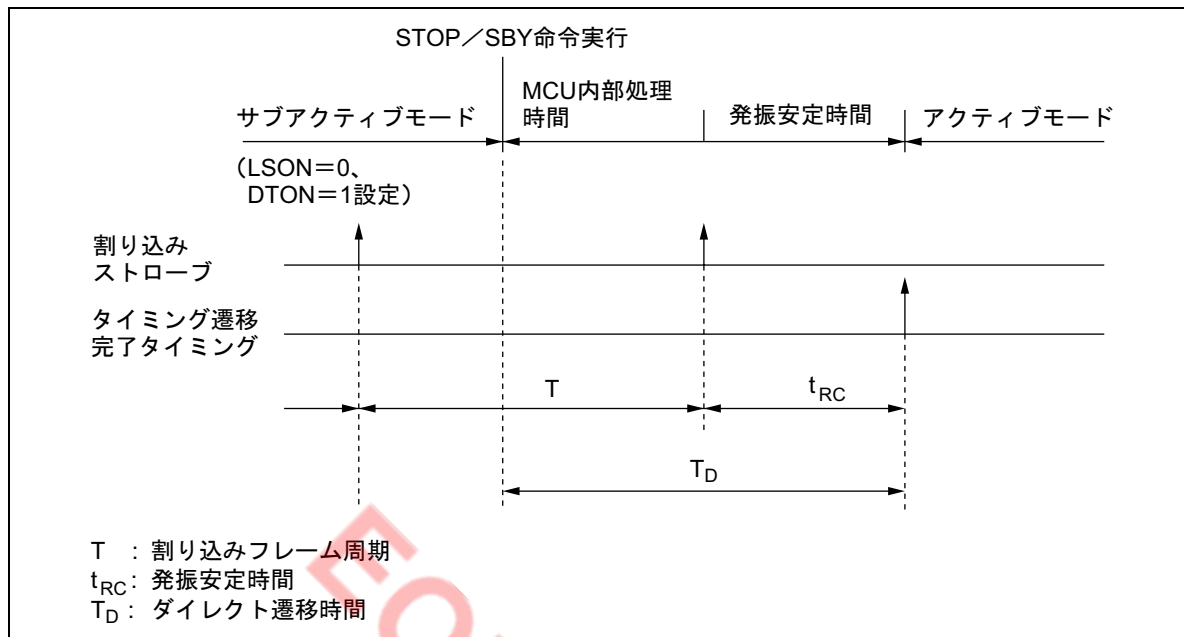 STOP/SBY命令実行
MCU内部処理
時間
サブアクティブモード
発振安定時間
アクティブモード
(LSON=0、
DTON=1設定)
割り込み
ストローブ
タイミング遷移
完了タイミング
T
tRC
TD
T : 割り込みフレーム周期
tRC : 発振安定時間
TD : ダイレクト遷移時間